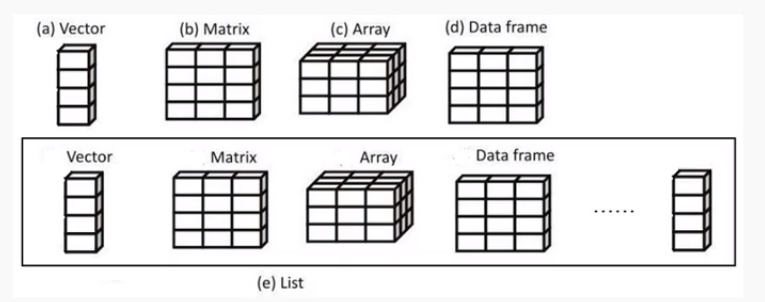 (a) Vector (b) Matrix (c) Array (d) Data frame
Vector Matrix Array Data frame
......
(e) List